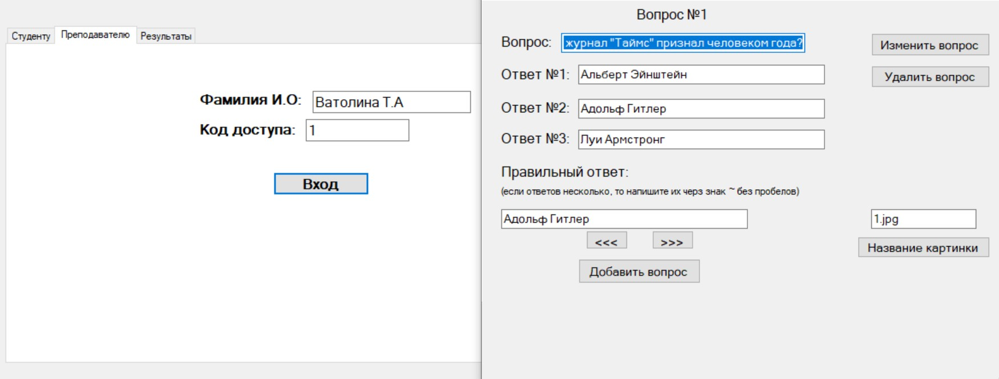 Студенту
Преподавателю
Результаты
Фамилия И.О:
Ватолина Т.А
Код доступа:
1
Вход
Вопрос №1
Вопрос:
журнал "Таймс" признал человеком года?
Изменить вопрос
Ответ №1:
Альберт Эйнштейн
Удалить вопрос
Ответ №2:
Адольф Гитлер
Ответ №3:
Луи Армстронг
Правильный ответ:
(если ответов несколько, то напишите их черз знак ~ без пробелов)
Адольф Гитлер
1.jpg
<<<
>>>
Название картинки
Добавить вопрос